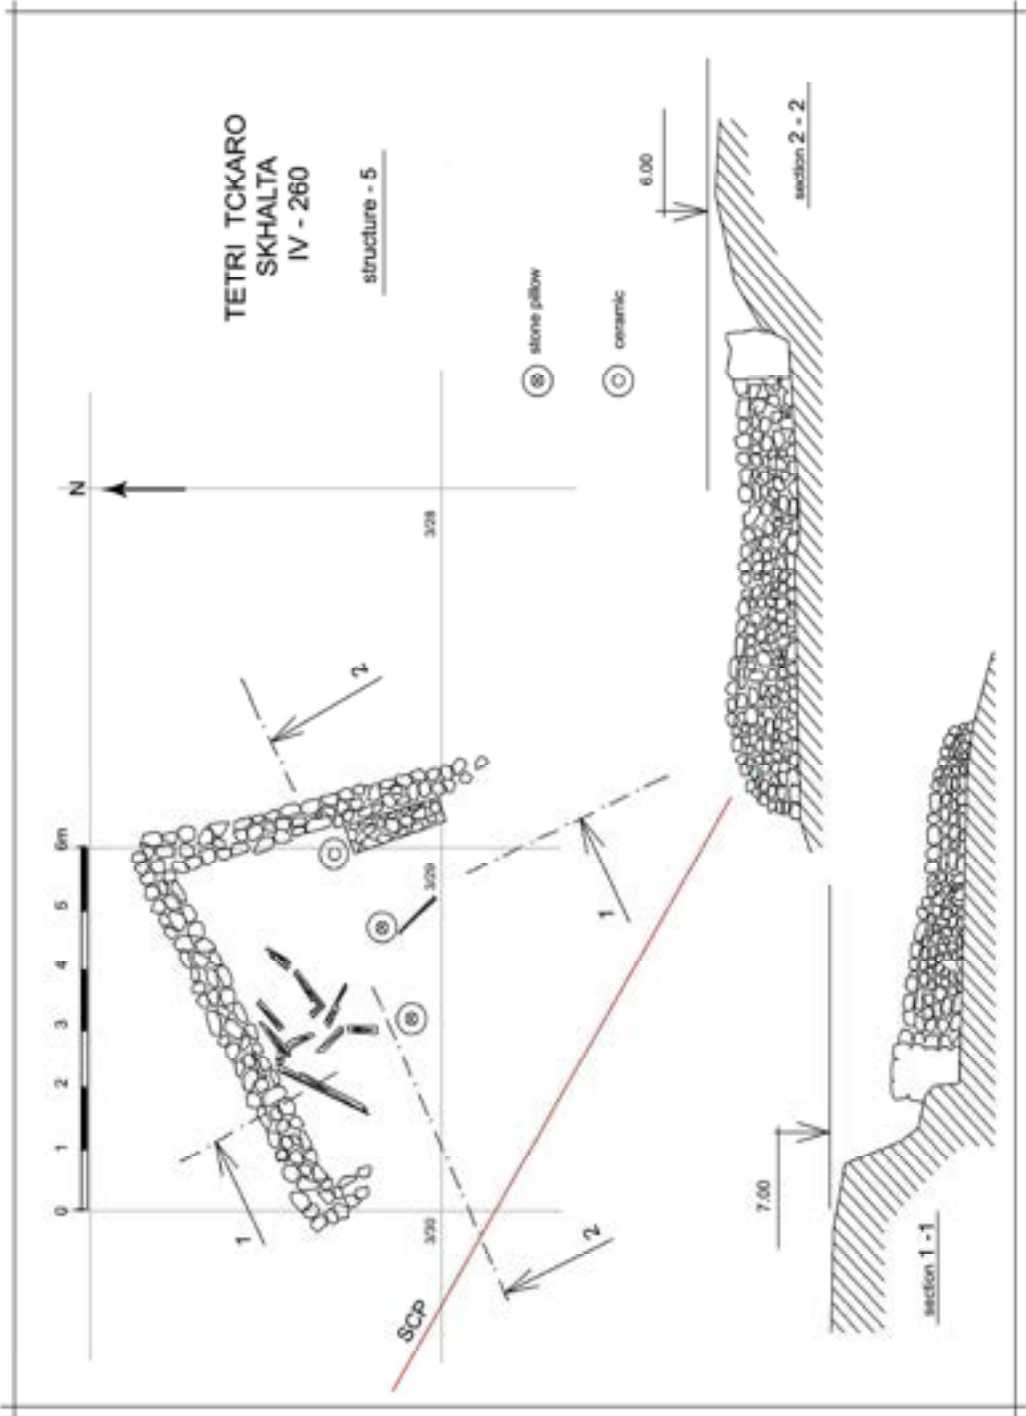 TETRI TCKARO
SKHALTA
IV - 260
structure - 5
N
0 1 2 3 4 5 6m
3/30
3/29
3/28
1
1
2
2
SCP
stone pillow
ceramic
6.00
section 2 - 2
7.00
section 1 -1